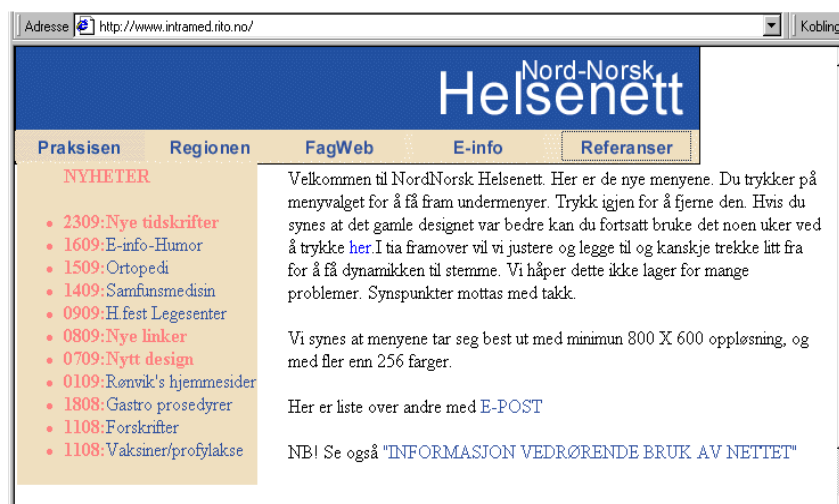 Adresse http://www.intramed.rito.no/ Kobling
Nord-Norsk
Helsenett
Praksisen Regionen FagWeb E-info Referanser
NYHETER
2309:Nye tidskrifter
1609:E-info-Humor
1509:Ortopedi
1409:Samfunsmedisin
0909:H.fest Legesenter
0809:Nye linker
0709:Nytt design
0109:Rønvik's hjemmesider
1808:Gastro prosedyrer
1108:Forskrifter
1108:Vaksiner/profylakse
Velkommen til NordNorsk Helsenett. Her er de nye menyene. Du trykker på
menyvalget for å få fram undermenyer. Trykk igjen for å fjerne den. Hvis du
synes at det gamle designet var bedre kan du fortsatt bruke det noen uker ved
å trykke her.I tia framover vil vi justere og legge til og kanskje trekke litt fra
for å få dynamikken til stemme. Vi håper dette ikke lager for mange
problemer. Synspunkter mottas med takk.
Vi synes at menyene tar seg best ut med minimun 800 X 600 oppløsning, og
med fler enn 256 farger.
Her er liste over andre med E-POST
NB! Se også "INFORMASJON VEDRØRENDE BRUK AV NETTET"